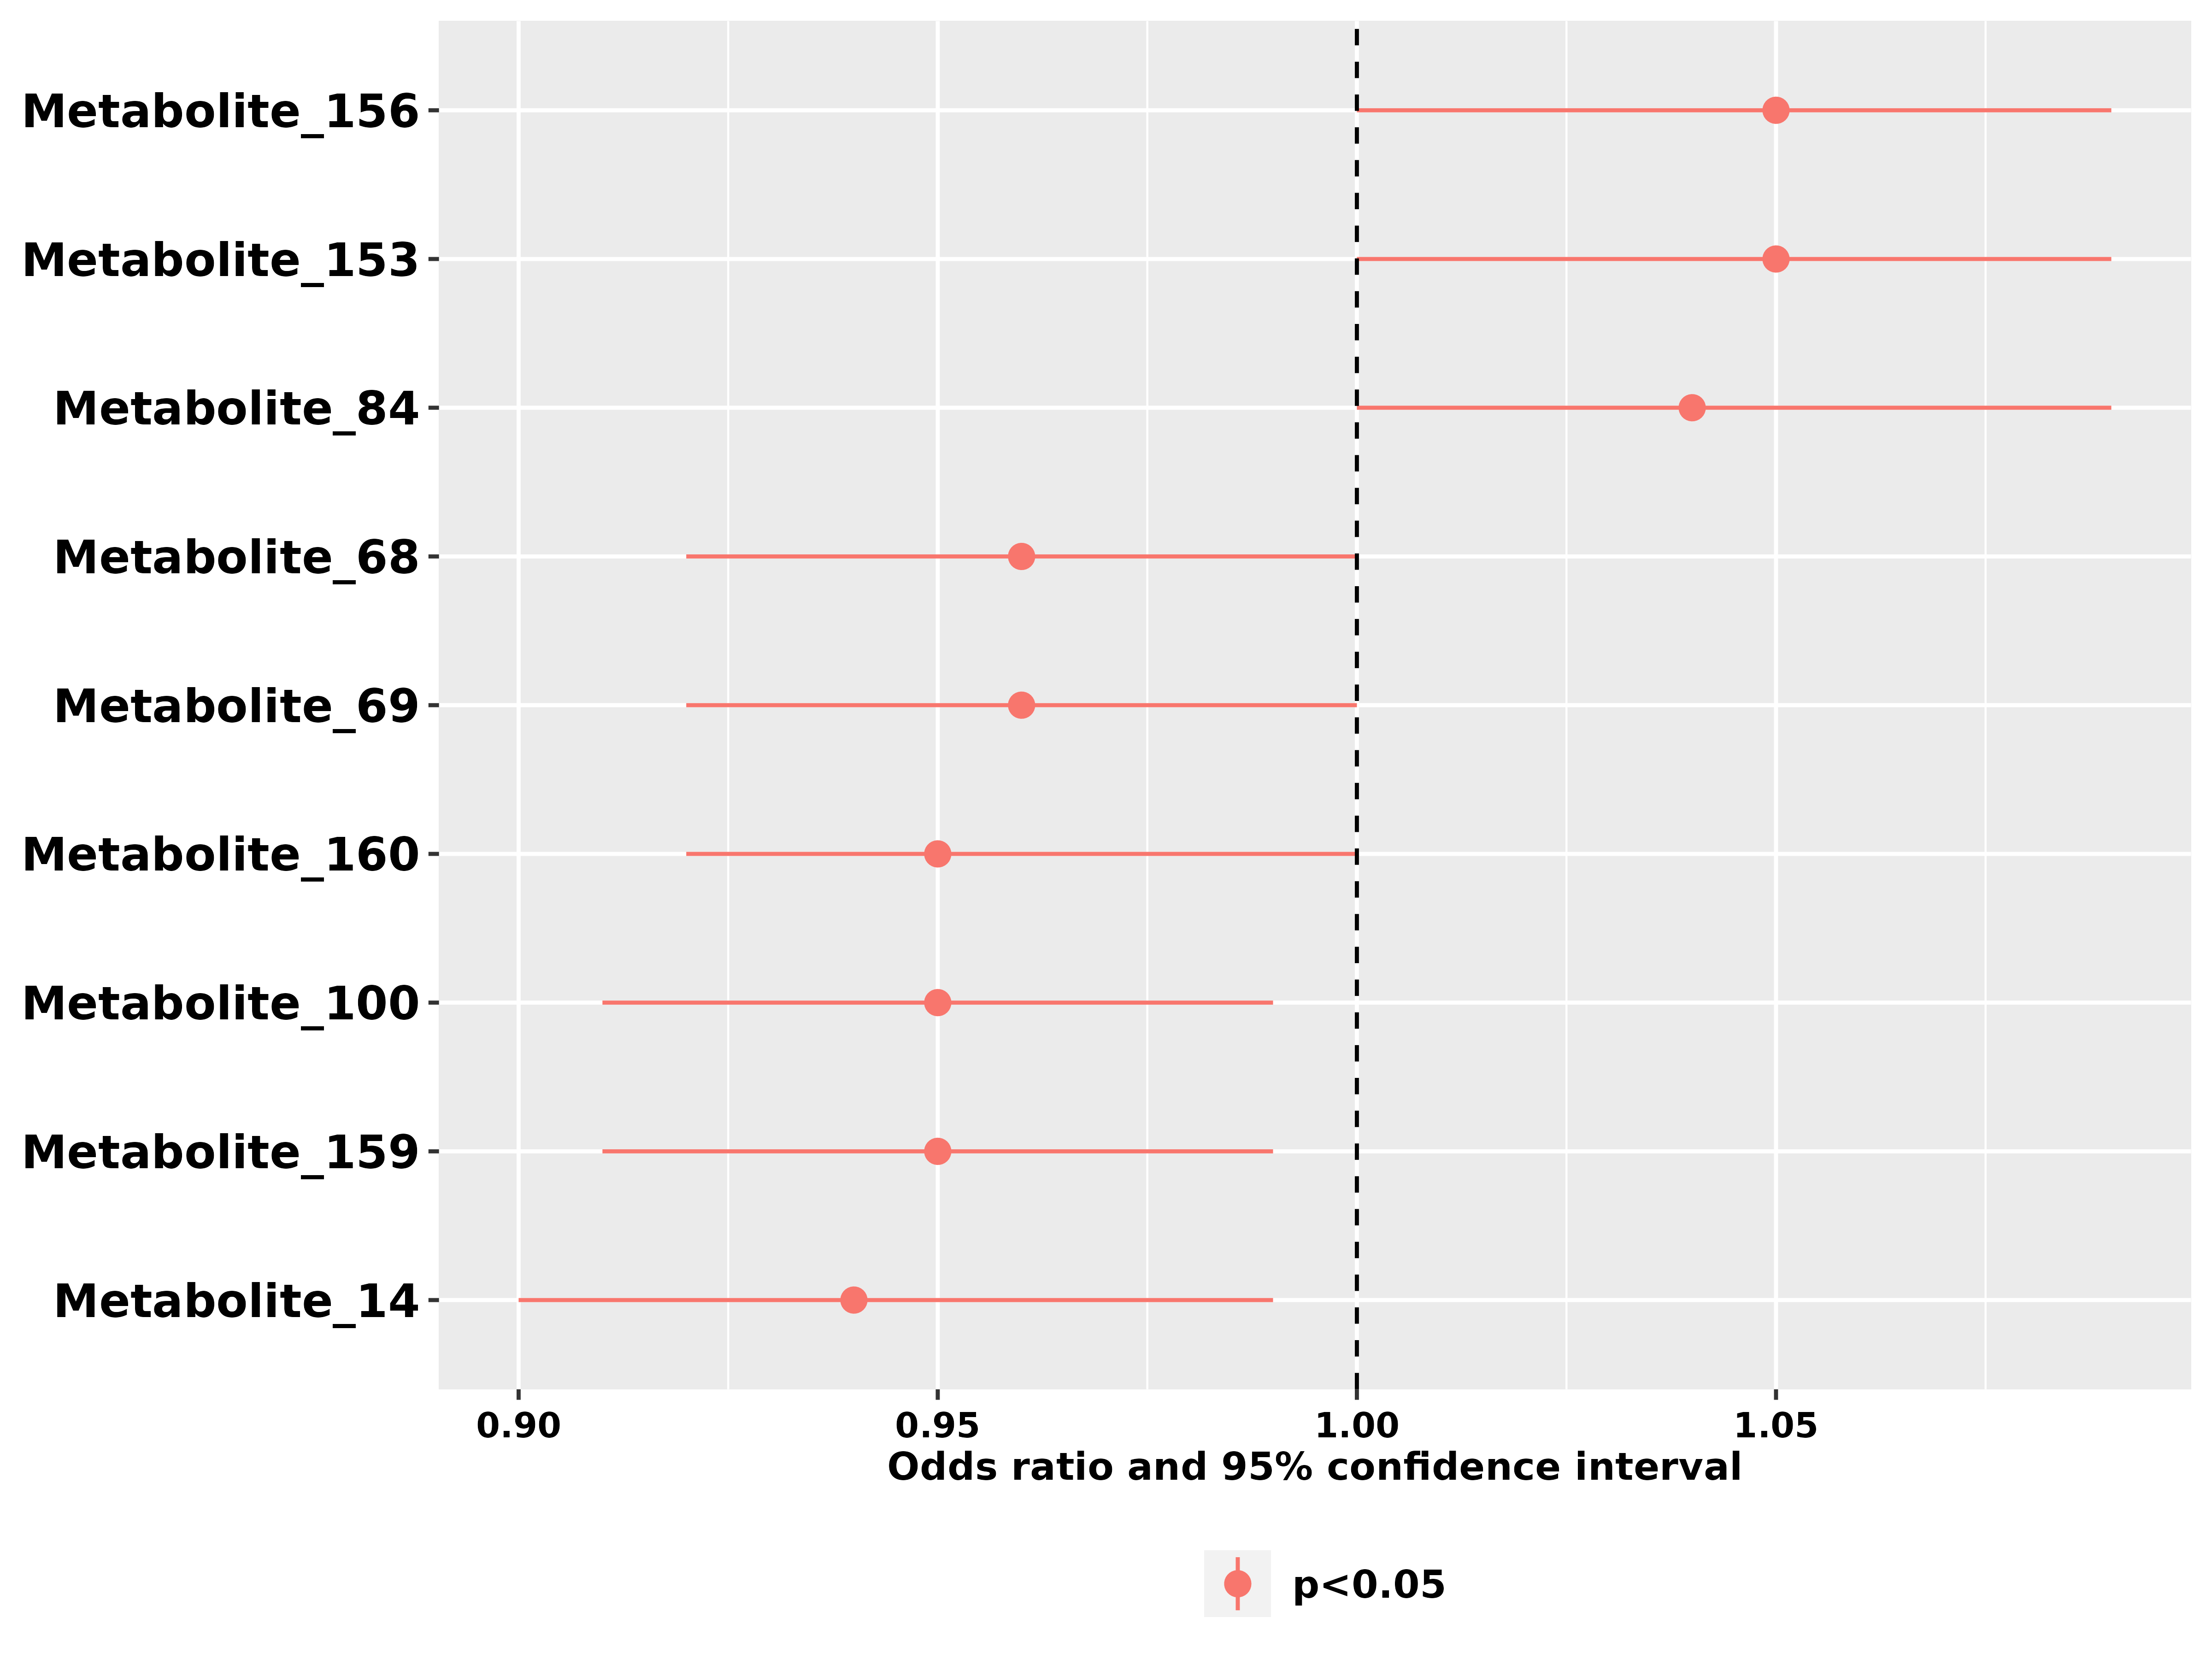 Metabolite_156
Metabolite_153
Metabolite_84
Metabolite_68
Metabolite_69
Metabolite_160
Metabolite_100
Metabolite_159
Metabolite_14
0.90 0.95 1.00 1.05
Odds ratio and 95% confidence interval
p<0.05